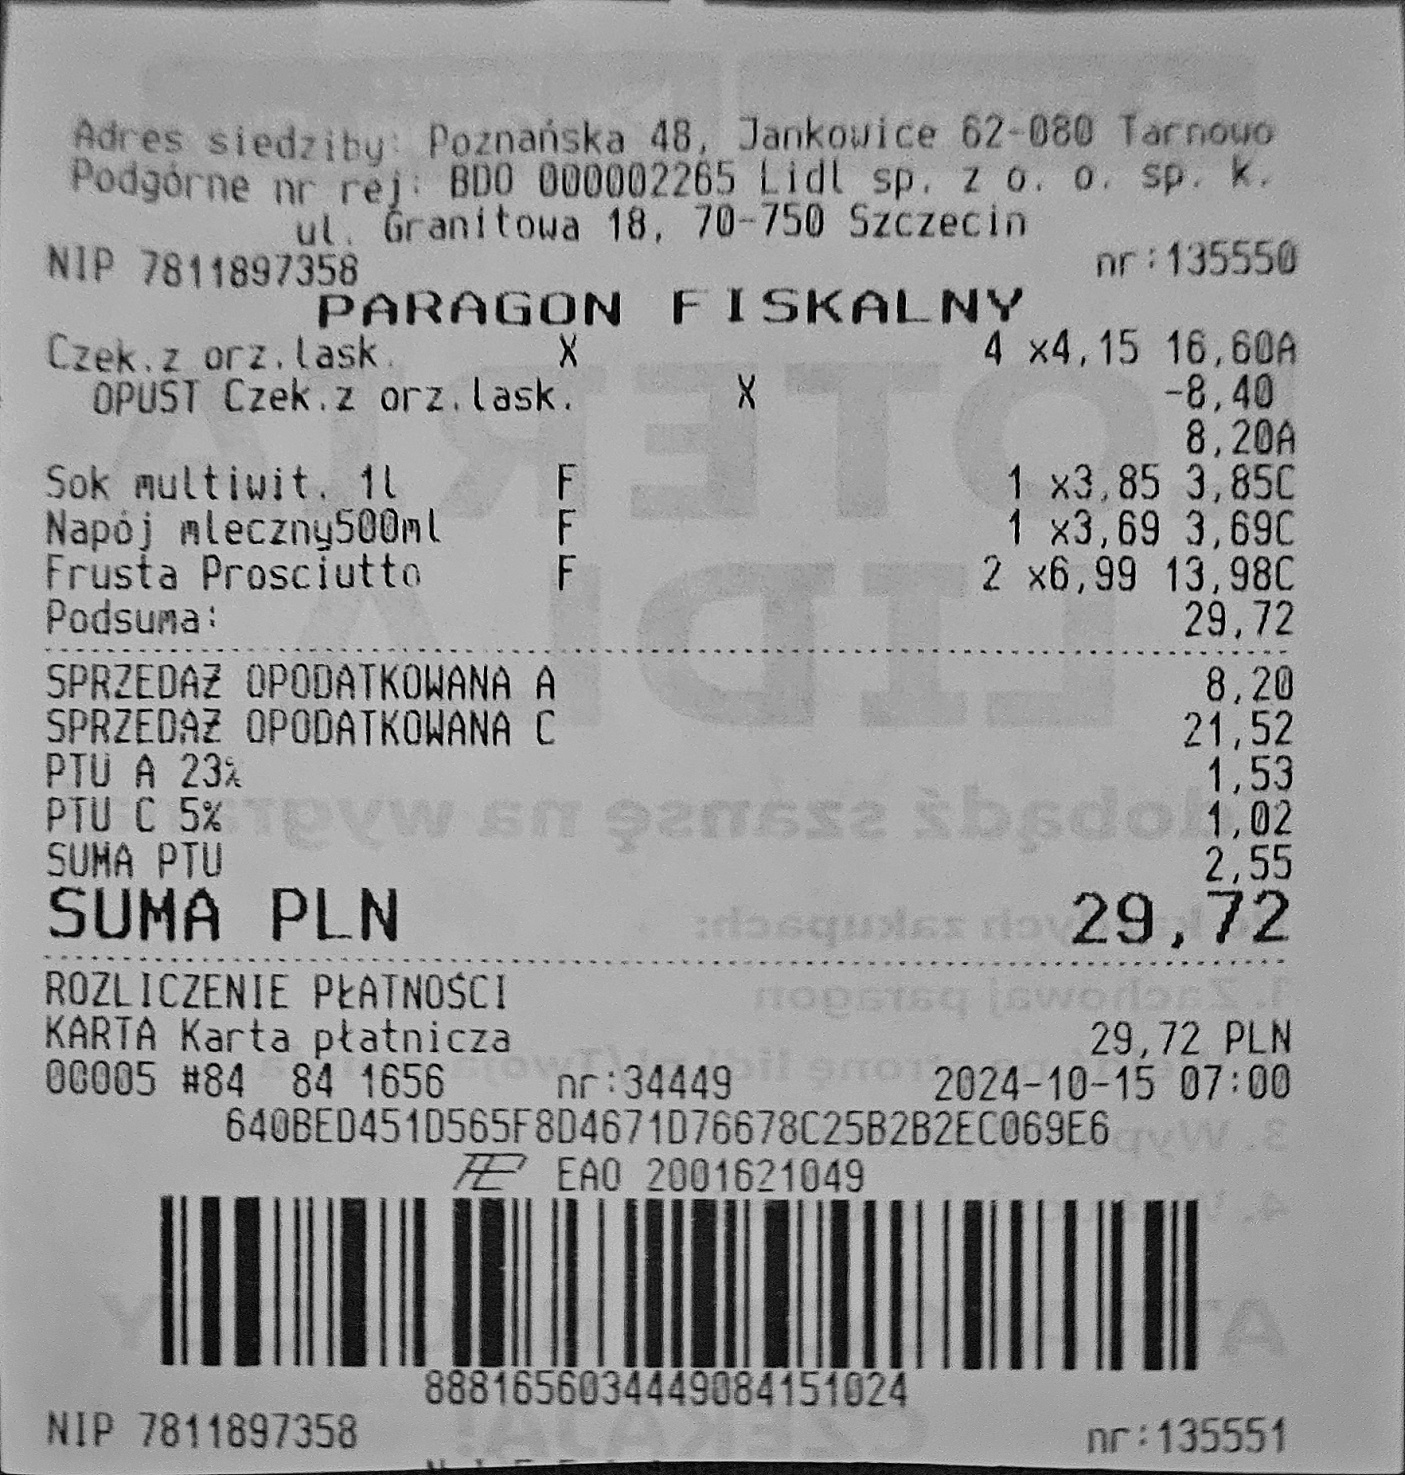 Adres siedziby: Poznańska 48, Jankowice 62-080 Tarnowo
Podgórne nr rej: BDO 000002265 Lidl sp. z o. o. sp. k.
ul. Granitowa 18, 70-750 Szczecin
NIP 7811897358 nr:135550
PARAGON FISKALNY
Czek.z orz.lask. X 4 x4,15 16,60A
OPUST Czek.z orz.lask. X -8,40
8,20A
Sok multiwit. 1l F 1 x3,85 3,85C
Napój mleczny500ml F 1 x3,69 3,69C
Frusta Prosciutto F 2 x6,99 13,98C
Podsuma: 29,72
SPRZEDAŻ OPODATKOWANA A 8,20
SPRZEDAŻ OPODATKOWANA C 21,52
PTU A 23% 1,53
PTU C 5% 1,02
SUMA PTU 2,55
SUMA PLN 29,72
ROZLICZENIE PŁATNOŚCI
KARTA Karta płatnicza 29,72 PLN
00005 #84 84 1656 nr:34449 2024-10-15 07:00
640BED451D565F8D4671D76678C25B2B2EC069E6
EAO 2001621049
8881656034449084151024
NIP 7811897358 nr:135551